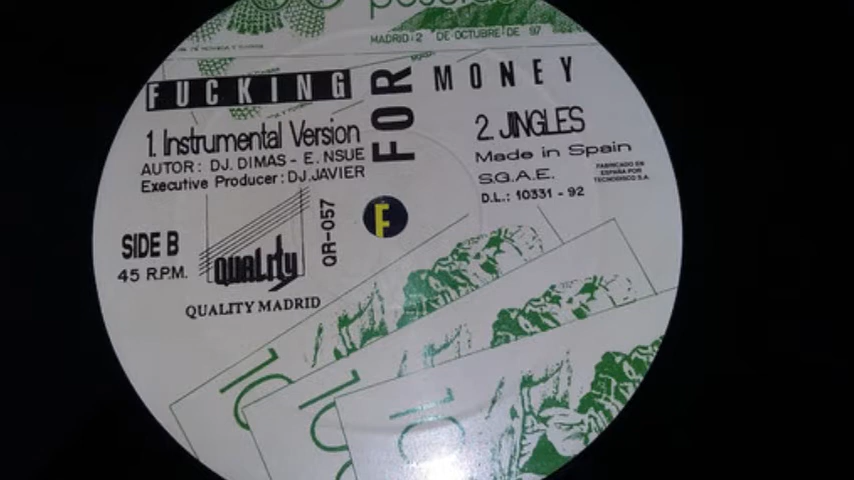 MADRID 2 DE OCTUBRE DE 97
FUCKING FOR MONEY
1. Instrumental Version
AUTOR: DJ. DIMAS - E. NSUE
Executive Producer: DJ. JAVIER
2. JINGLES
Made in Spain
S.G.A.E.
D.L.: 10331 - 92
FABRICADO EN
ESPAÑA POR
TECNODISCO S.A.
SIDE B
45 R.P.M.
QUALITY
QR-057
QUALITY MADRID
F